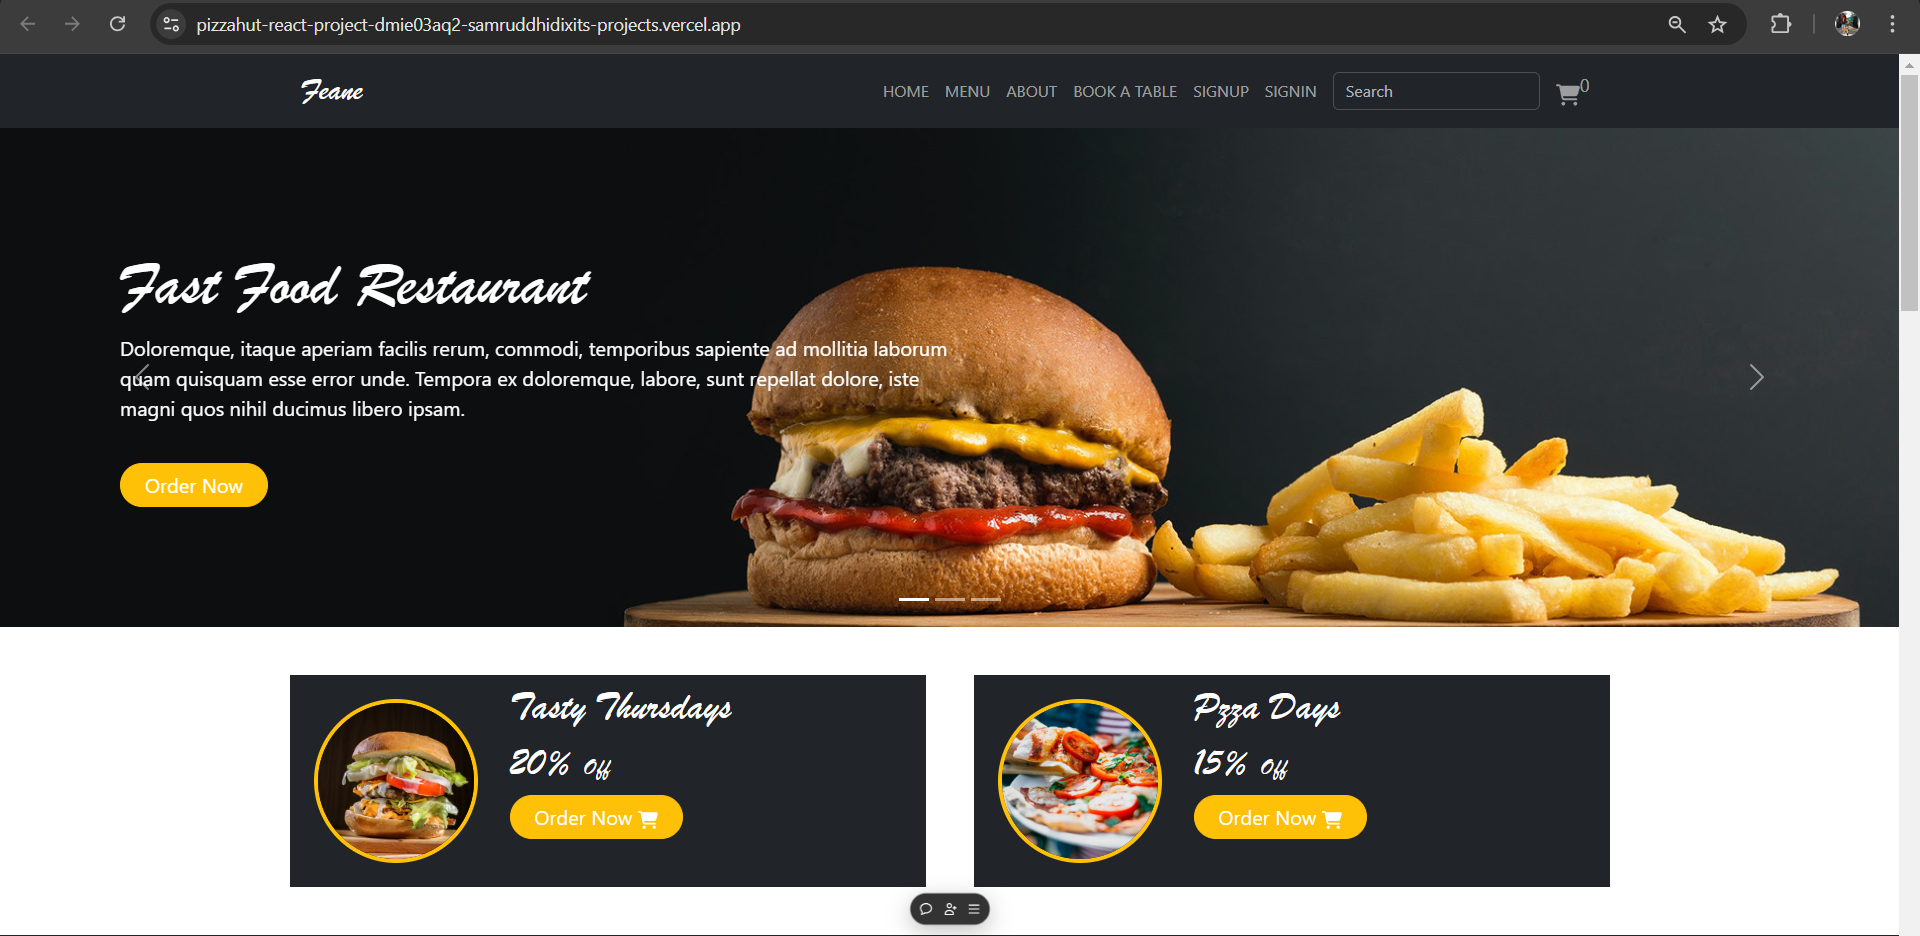 pizzahut-react-project-dmie03aq2-samruddhidixits-projects.vercel.app
Feane
HOME MENU ABOUT BOOK A TABLE SIGNUP SIGNIN Search 0
Fast Food Restaurant
Doloremque, itaque aperiam facilis rerum, commodi, temporibus sapiente ad mollitia laborum
quam quisquam esse error unde. Tempora ex doloremque, labore, sunt repellat dolore, iste
magni quos nihil ducimus libero ipsam.
Order Now
Tasty Thursdays
20% Off
Order Now
Pzza Days
15% Off
Order Now